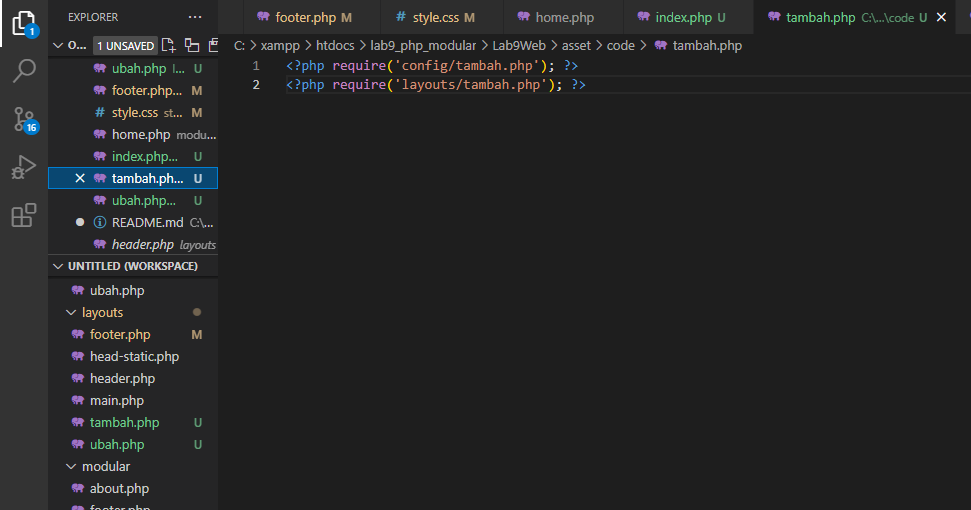 EXPLORER
footer.php M
style.css M
home.php
index.php U
tambah.php C:\...\code U
O... 1 UNSAVED
C: > xampp > htdocs > lab9_php_modular > Lab9Web > asset > code > tambah.php
1 <?php require('config/tambah.php'); ?>
2 <?php require('layouts/tambah.php'); ?>
ubah.php l... U
footer.php... M
style.css st... M
home.php modu...
index.php... U
tambah.ph... U
ubah.php... U
README.md C:\...
header.php layouts
UNTITLED (WORKSPACE)
ubah.php
layouts
footer.php M
head-static.php
header.php
main.php
tambah.php U
ubah.php U
modular
about.php
footer.php
1
16